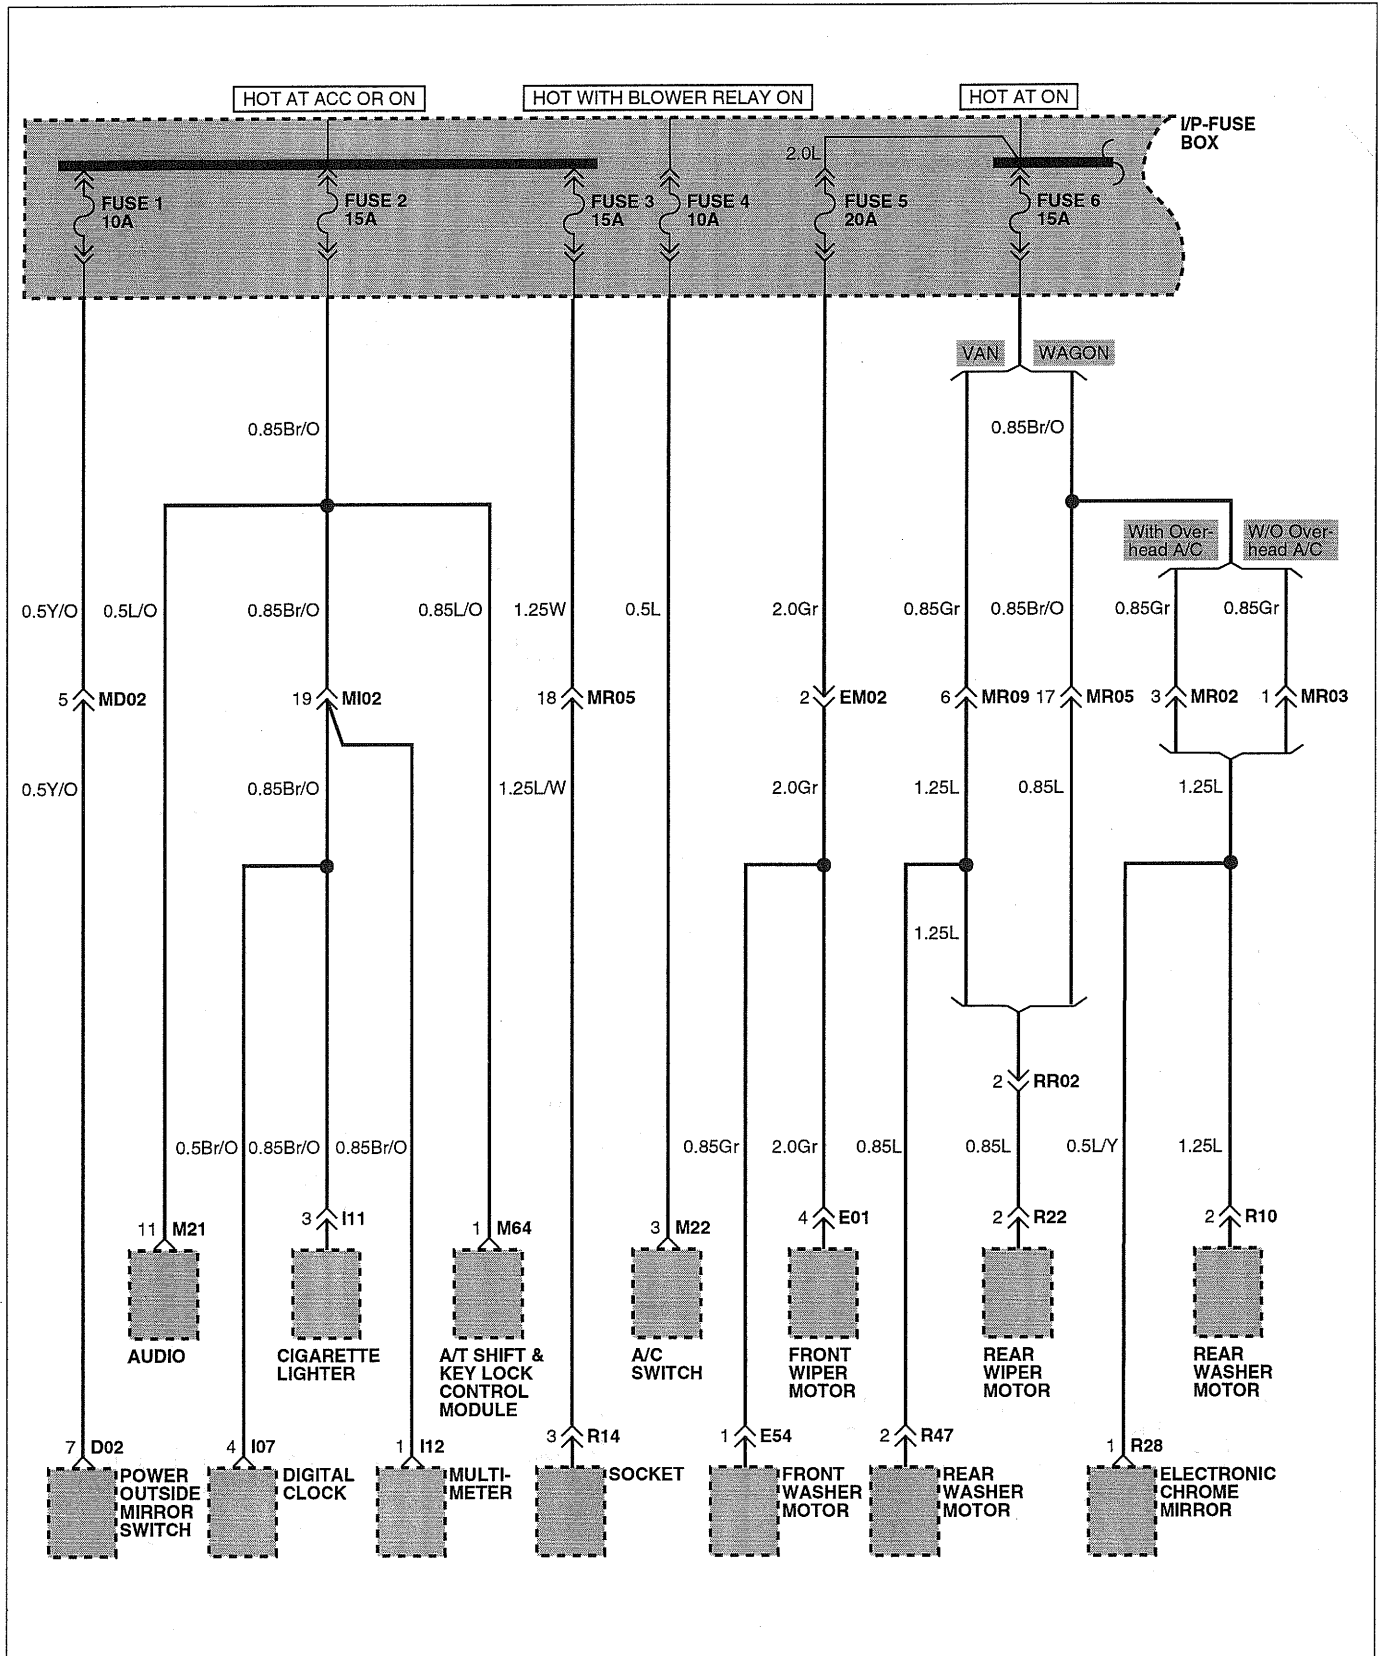 HOT AT ACC OR ON
HOT WITH BLOWER RELAY ON
HOT AT ON
I/P-FUSE
BOX
2.0L
FUSE 1
10A
FUSE 2
15A
FUSE 3
15A
FUSE 4
10A
FUSE 5
20A
FUSE 6
15A
VAN
WAGON
0.85Br/O
0.85Br/O
With Over-
head A/C
W/O Over-
head A/C
0.5Y/O
0.5L/O
0.85Br/O
0.85L/O
1.25W
0.5L
2.0Gr
0.85Gr
0.85Br/O
0.85Gr
0.85Gr
5 MD02
19 MI02
18 MR05
2 EM02
6 MR09
17 MR05
3 MR02
1 MR03
0.5Y/O
0.85Br/O
1.25L/W
2.0Gr
1.25L
0.85L
1.25L
1.25L
2 RR02
0.5Br/O
0.85Br/O
0.85Br/O
0.85Gr
2.0Gr
0.85L
0.85L
0.5L/Y
1.25L
11 M21
3 I11
1 M64
3 M22
4 E01
2 R22
2 R10
AUDIO
CIGARETTE
LIGHTER
A/T SHIFT &
KEY LOCK
CONTROL
MODULE
A/C
SWITCH
FRONT
WIPER
MOTOR
REAR
WIPER
MOTOR
REAR
WASHER
MOTOR
7 D02
4 I07
1 I12
3 R14
1 E54
2 R47
1 R28
POWER
OUTSIDE
MIRROR
SWITCH
DIGITAL
CLOCK
MULTI-
METER
SOCKET
FRONT
WASHER
MOTOR
REAR
WASHER
MOTOR
ELECTRONIC
CHROME
MIRROR